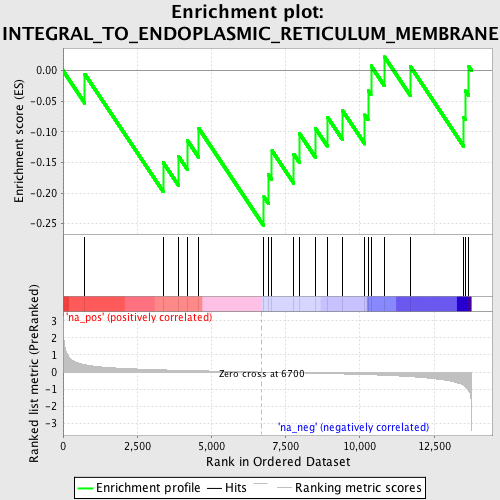 Enrichment plot:
INTEGRAL_TO_ENDOPLASMIC_RETICULUM_MEMBRANE
Enrichment score (ES)
0.00
-0.05
-0.10
-0.15
-0.20
-0.25
'na_pos' (positively correlated)
Ranked list metric (PreRanked)
3
2
1
0
-1
-2
-3
Zero cross at 6700
'na_neg' (negatively correlated)
0
2,500
5,000
7,500
10,000
12,500
Rank in Ordered Dataset
Enrichment profile
Hits
Ranking metric scores